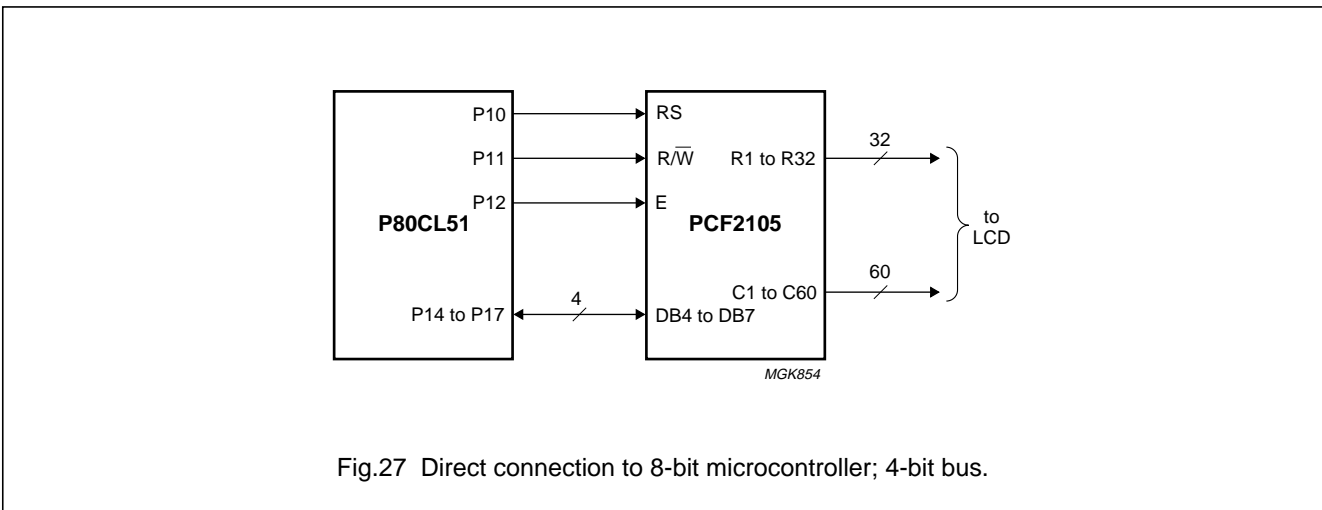 P10
RS
P11
R/W̅
R1 to R32
32
P12
E
P80CL51
PCF2105
to
LCD
C1 to C60
60
P14 to P17
4
DB4 to DB7
MGK854
Fig.27 Direct connection to 8-bit microcontroller; 4-bit bus.